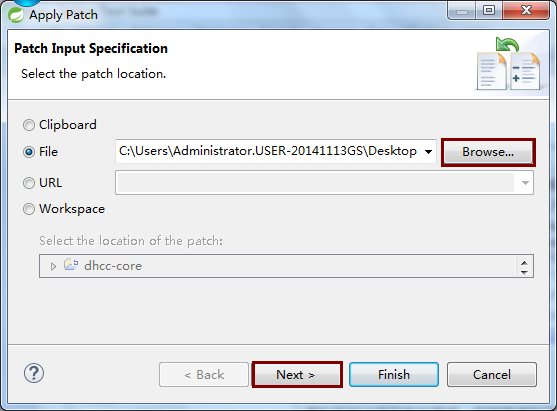 Apply Patch
Patch Input Specification
Select the patch location.
Clipboard
File C:\Users\Administrator.USER-20141113GS\Desktop Browse...
URL
Workspace
Select the location of the patch:
dhcc-core
? < Back Next > Finish Cancel